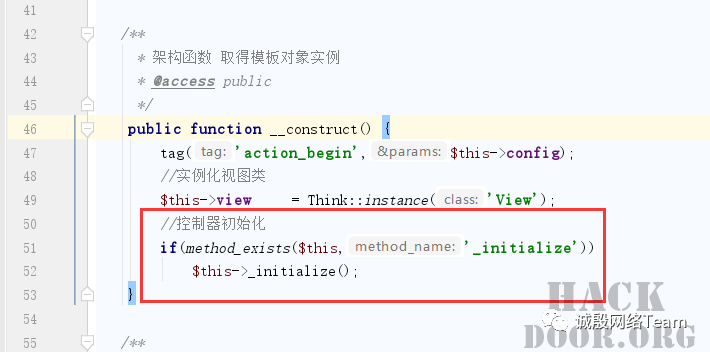 41
42 /**
43 * 架构函数 取得模板对象实例
44 * @access public
45 */
46 public function __construct() {
47 tag( tag: 'action_begin', &params: $this->config);
48 //实例化视图类
49 $this->view = Think::instance( class: 'View');
50 //控制器初始化
51 if(method_exists($this, method_name: '_initialize'))
52 $this->_initialize();
53 }
54
55 /**
HACK
DOOR.ORG
诚殷网络Team